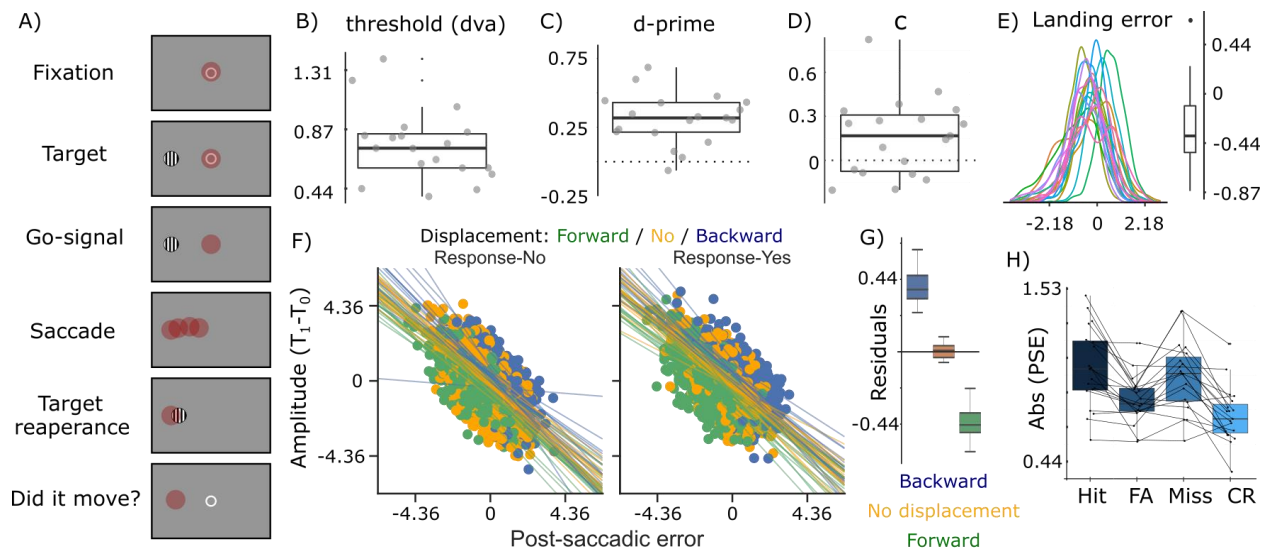 A)
Fixation
Target
Go-signal
Saccade
Target
reaperance
Did it move?
B)
threshold (dva)
1.31
0.87
0.44
C)
d-prime
0.75
0.25
-0.25
D)
c
0.6
0.3
0
E)
Landing error
-2.18 0 2.18
0.44
0
-0.44
-0.87
F)
Displacement: Forward / No / Backward
Response-No Response-Yes
Amplitude (T1-T0)
4.36
0
-4.36
-4.36 0 4.36 -4.36 0 4.36
Post-saccadic error
G)
Residuals
0.44
-0.44
Backward
No displacement
Forward
H)
Abs (PSE)
1.53
0.44
Hit FA Miss CR